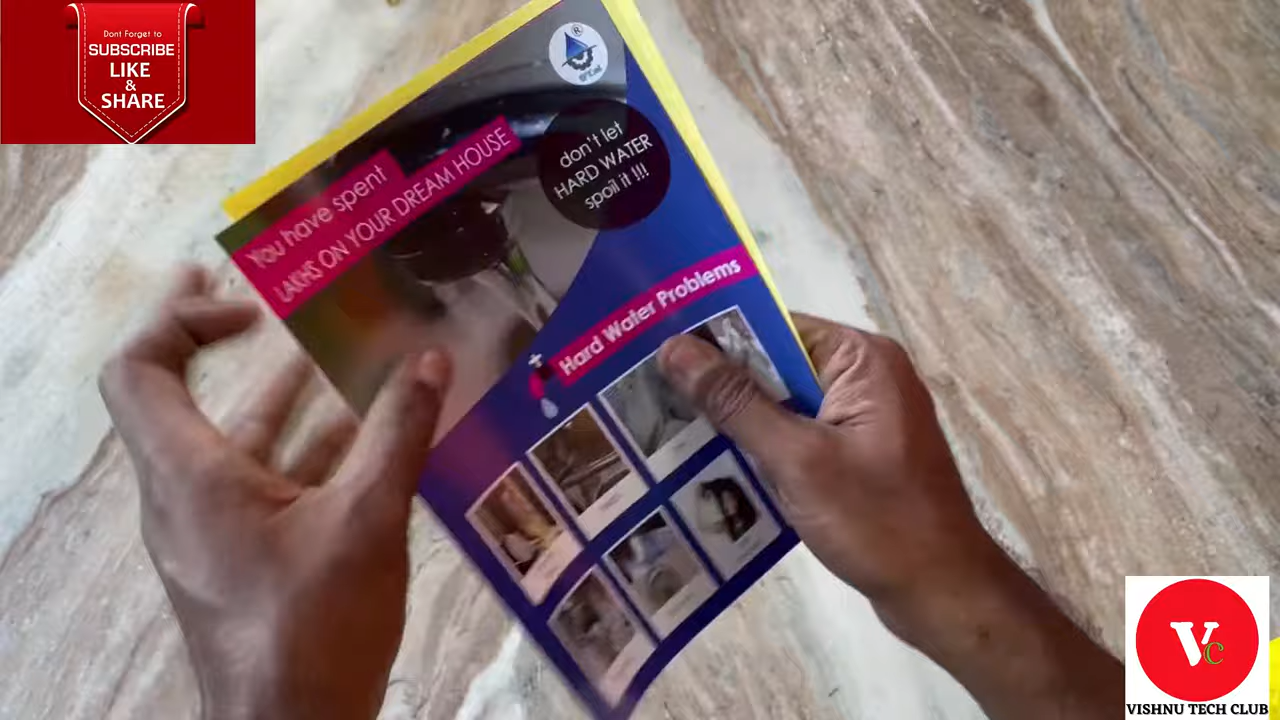 Dont Forget to
SUBSCRIBE
LIKE
&
SHARE
®
You have spent
LAKHS ON YOUR DREAM HOUSE
don't let
HARD WATER
spoil it !!!
Hard Water Problems
VC
VISHNU TECH CLUB